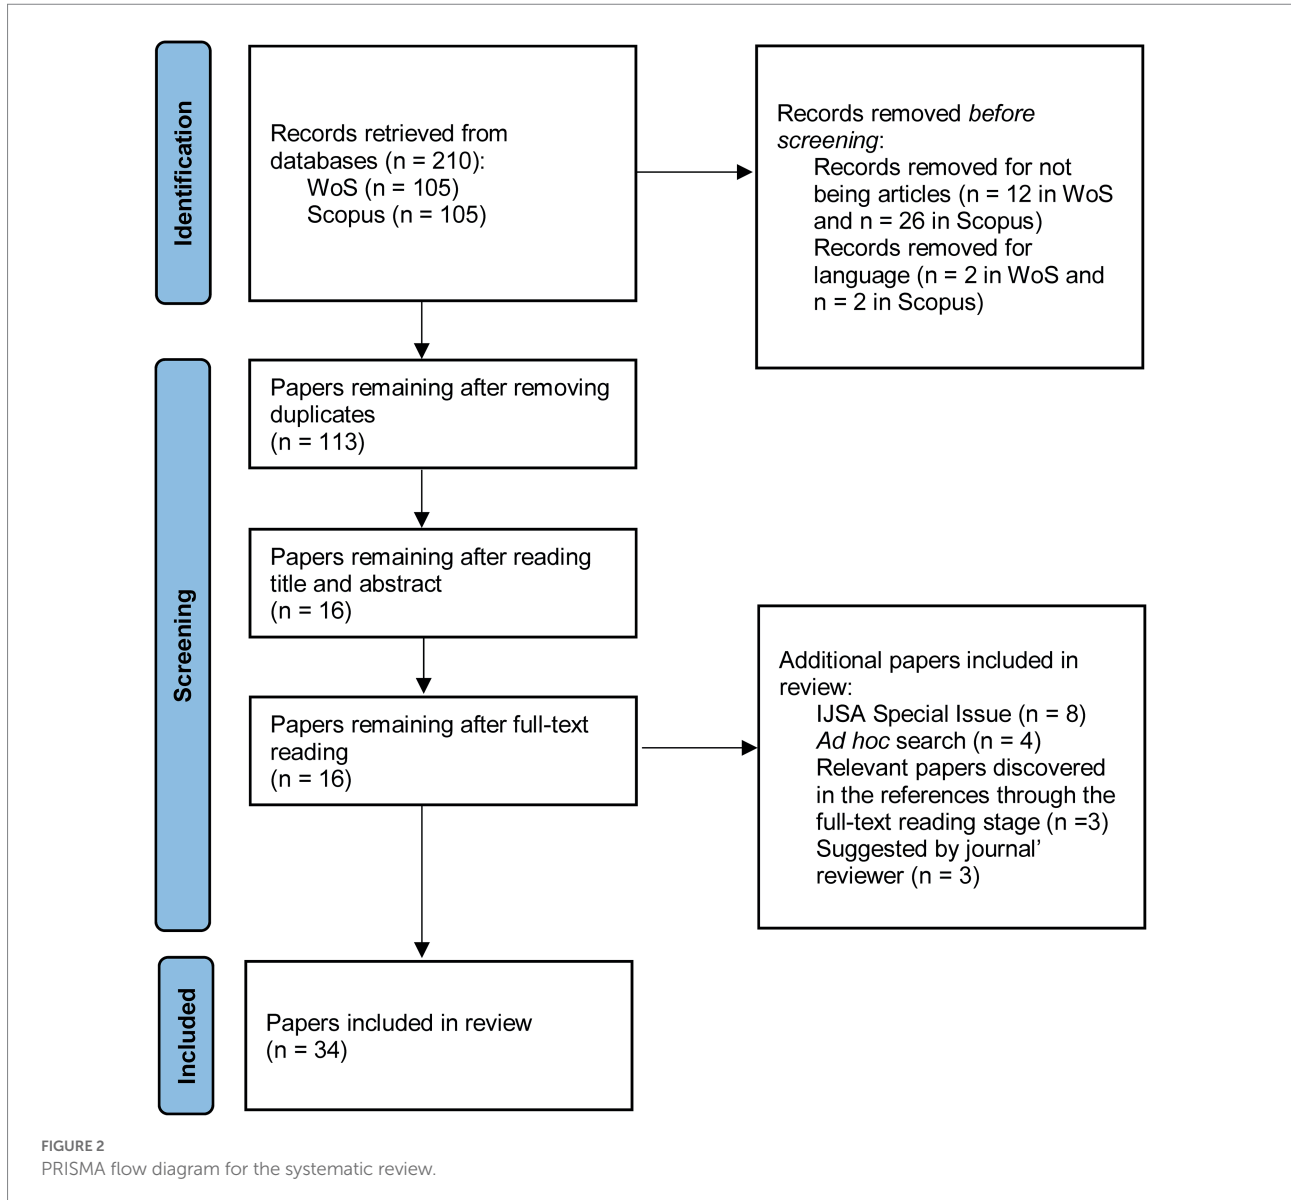 Identification
Records retrieved from
databases (n = 210):
WoS (n = 105)
Scopus (n = 105)
Records removed before
screening:
Records removed for not
being articles (n = 12 in WoS
and n = 26 in Scopus)
Records removed for
language (n = 2 in WoS and
n = 2 in Scopus)
Screening
Papers remaining after removing
duplicates
(n = 113)
Papers remaining after reading
title and abstract
(n = 16)
Papers remaining after full-text
reading
(n = 16)
Additional papers included in
review:
IJSA Special Issue (n = 8)
Ad hoc search (n = 4)
Relevant papers discovered
in the references through the
full-text reading stage (n =3)
Suggested by journal'
reviewer (n = 3)
Included
Papers included in review
(n = 34)
FIGURE 2
PRISMA flow diagram for the systematic review.